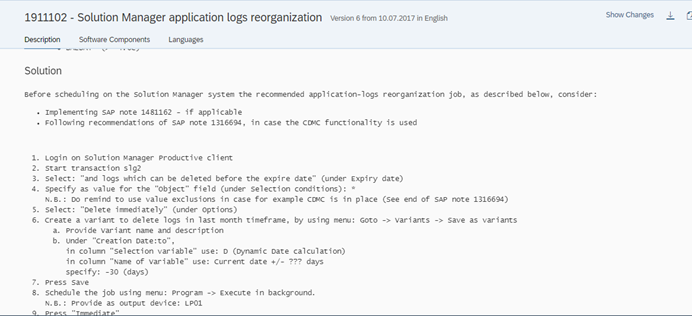 1911102 - Solution Manager application logs reorganization Version 6 from 10.07.2017 in English
Show Changes
Description Software Components Languages
Solution
Before scheduling on the Solution Manager system the recommended application-logs reorganization job, as described below, consider:
• Implementing SAP note 1481162 - if applicable
• Following recommendations of SAP note 1316694, in case the CDMC functionality is used
1. Login on Solution Manager Productive client
2. Start transaction slg2
3. Select: "and logs which can be deleted before the expire date" (under Expiry date)
4. Specify as value for the "Object" field (under Selection conditions): *
N.B.: Do remind to use value exclusions in case for example CDMC is in place (See end of SAP note 1316694)
5. Select: "Delete immediately" (under Options)
6. Create a variant to delete logs in last month timeframe, by using menu: Goto -> Variants -> Save as variants
a. Provide Variant name and description
b. Under "Creation Date:to",
in column "Selection variable" use: D (Dynamic Date calculation)
in column "Name of Variable" use: Current date +/- ??? days
specify: -30 (days)
7. Press Save
8. Schedule the job using menu: Program -> Execute in background.
N.B.: Provide as output device: LP01
9. Press "Immediate"